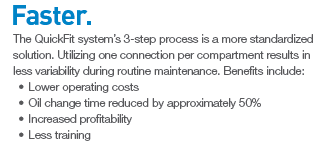 Faster.
The QuickFit system's 3-step process is a more standardized
solution. Utilizing one connection per compartment results in
less variability during routine maintenance. Benefits include:
• Lower operating costs
• Oil change time reduced by approximately 50%
• Increased profitability
• Less training